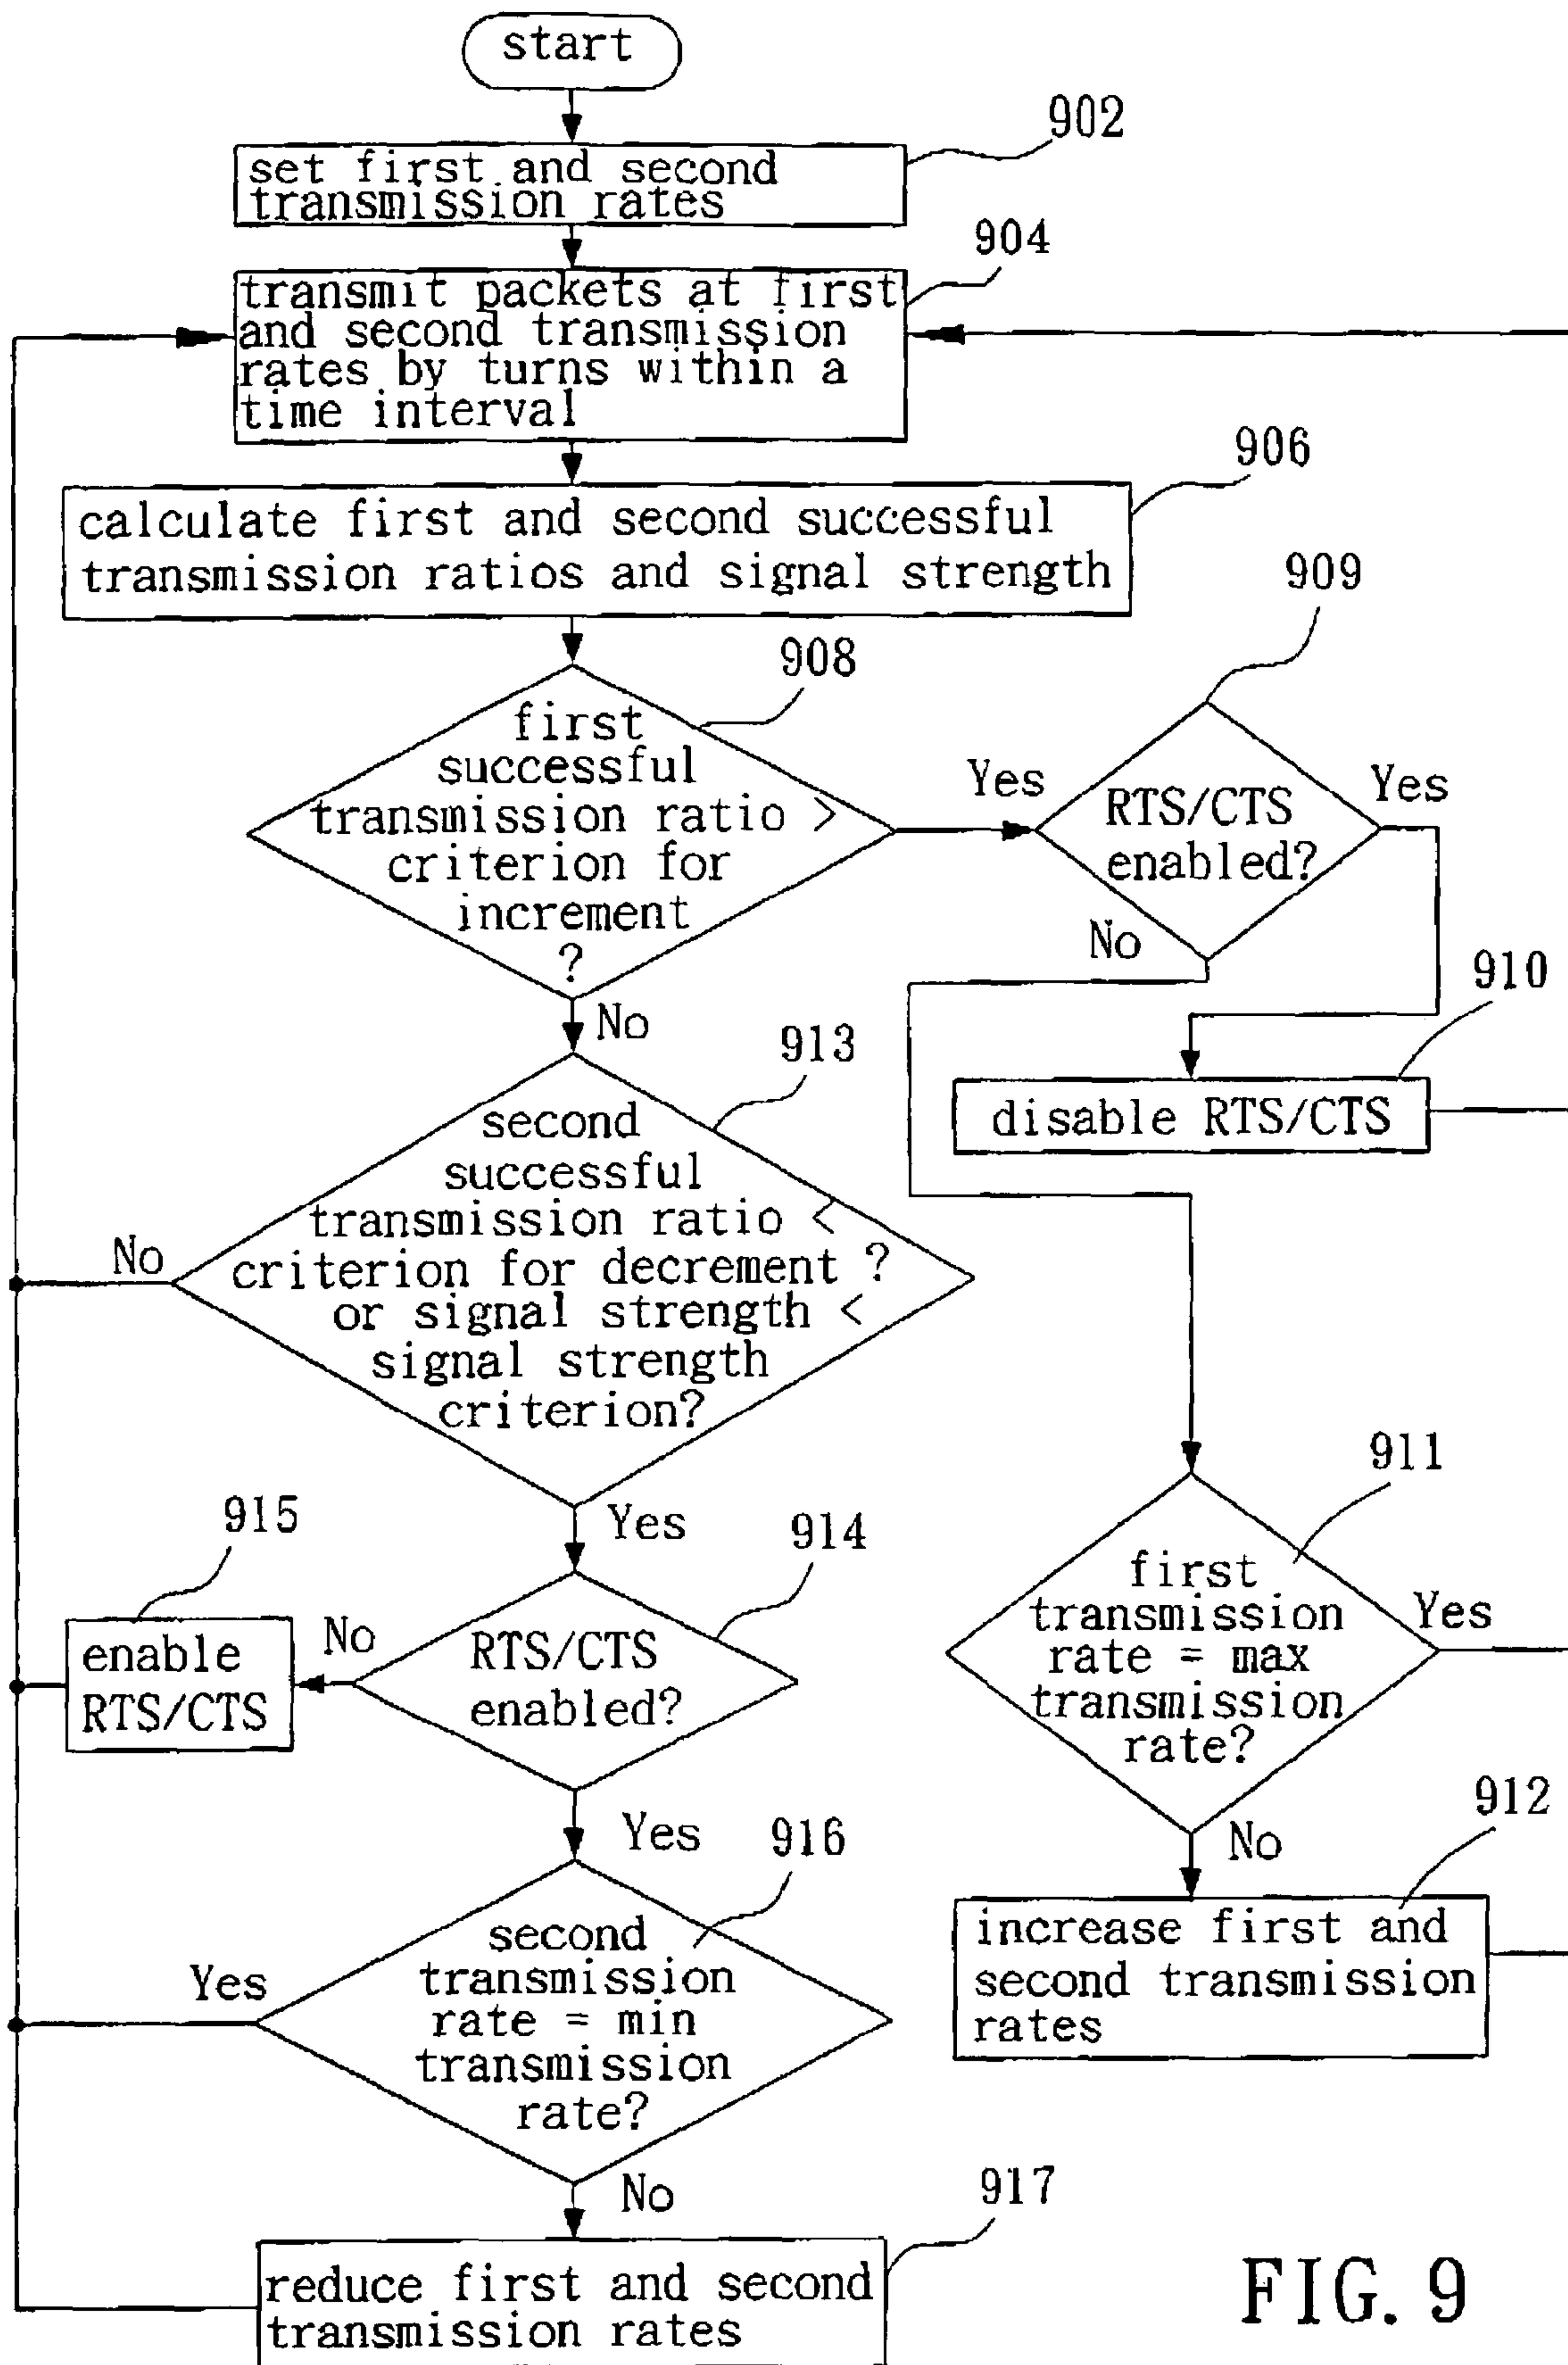 start
902
set first and second
transmission rates
904
transmit packets at first
and second transmission
rates by turns within a
time interval
906
calculate first and second successful
transmission ratios and signal strength
908
first
successful
transmission ratio >
criterion for
increment
?
Yes
909
RTS/CTS
enabled?
Yes
No
910
disable RTS/CTS
No
913
second
successful
transmission ratio <
criterion for decrement ?
or signal strength <
signal strength
criterion?
No
Yes
911
first
transmission
rate = max
transmission
rate?
Yes
No
914
RTS/CTS
enabled?
No
915
enable
RTS/CTS
Yes
912
increase first and
second transmission
rates
916
second
transmission
rate = min
transmission
rate?
Yes
No
917
reduce first and second
transmission rates
FIG. 9